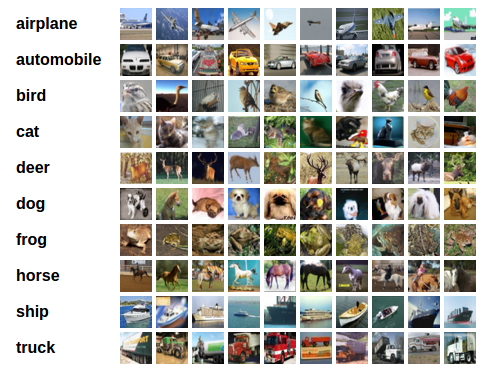 airplane
automobile
bird
cat
deer
dog
frog
horse
ship
truck